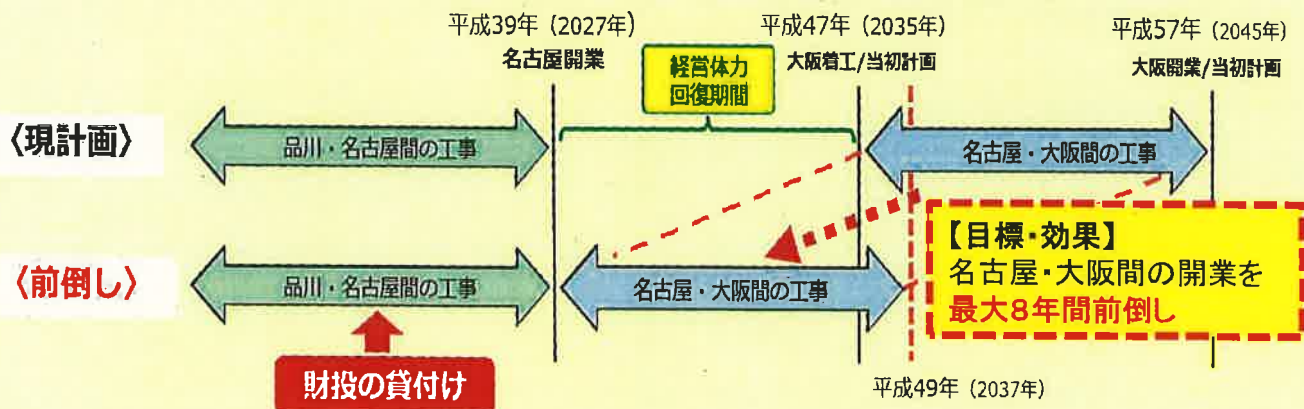 平成39年（2027年）
名古屋開業
経営体力
回復期間
平成47年（2035年）
大阪着工/当初計画
平成57年（2045年）
大阪開業/当初計画
〈現計画〉
品川・名古屋間の工事
名古屋・大阪間の工事
〈前倒し〉
品川・名古屋間の工事
名古屋・大阪間の工事
【目標・効果】
名古屋・大阪間の開業を
最大8年間前倒し
財投の貸付け
平成49年（2037年）